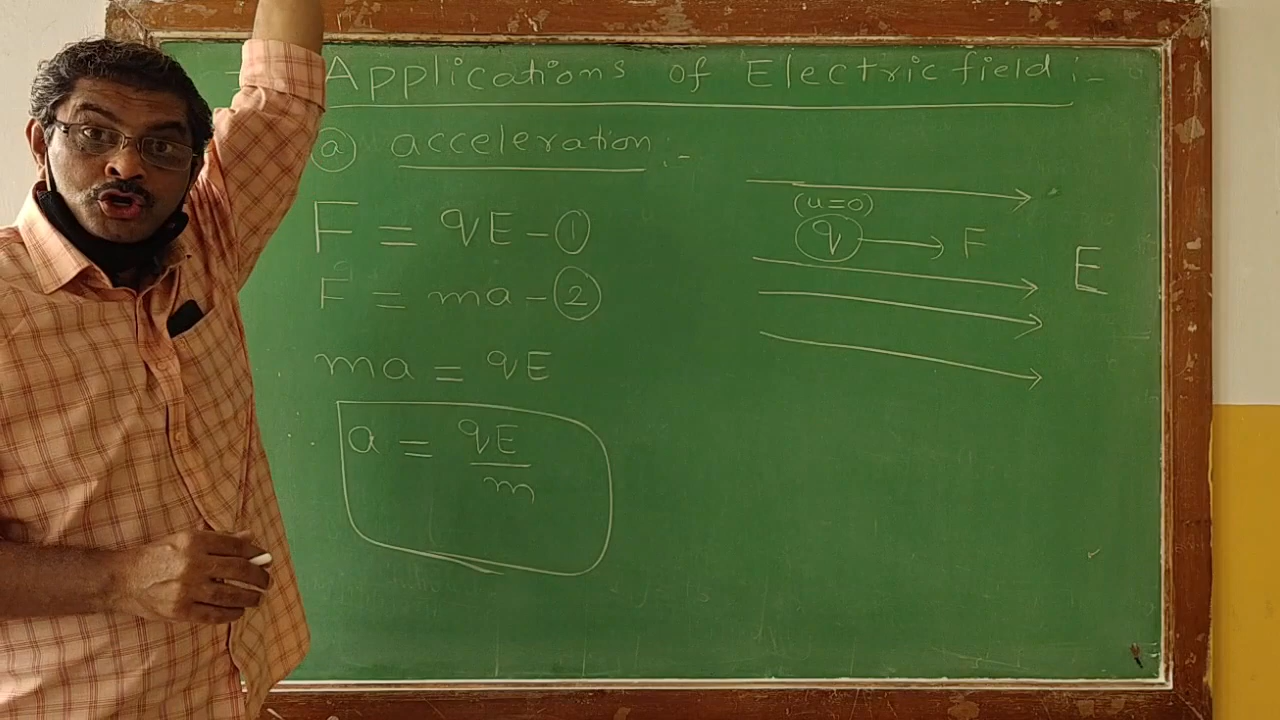 Applications of Electric field :-
(a) acceleration :-
F = qE - ①
F = ma - ②
ma = qE
a = qE/m
(u=0)
q
F
E